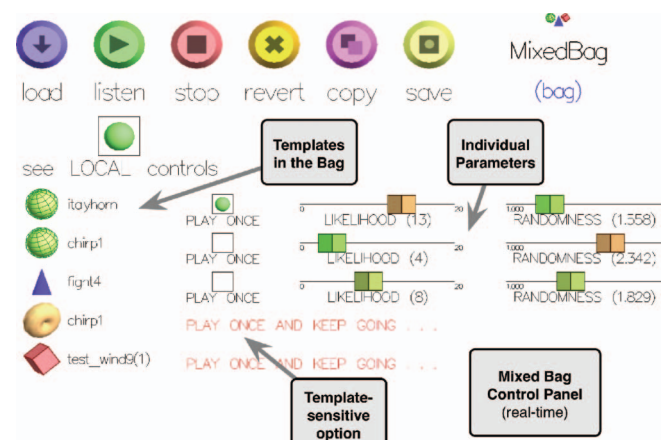 MixedBag
(bag)
load listen stop revert copy save
see LOCAL controls
Templates
in the Bag
Individual
Parameters
itayhorn
PLAY ONCE
0 LIKELIHOOD (13) 20
1.000 RANDOMNESS (1.558)
chirp1
PLAY ONCE
0 LIKELIHOOD (4) 20
1.000 RANDOMNESS (2.342)
fight4
PLAY ONCE
0 LIKELIHOOD (8) 20
1.000 RANDOMNESS (1.829)
chirp1
PLAY ONCE AND KEEP GOING . . .
test_wind9(1)
PLAY ONCE AND KEEP GOING . . .
Template-
sensitive
option
Mixed Bag
Control Panel
(real-time)